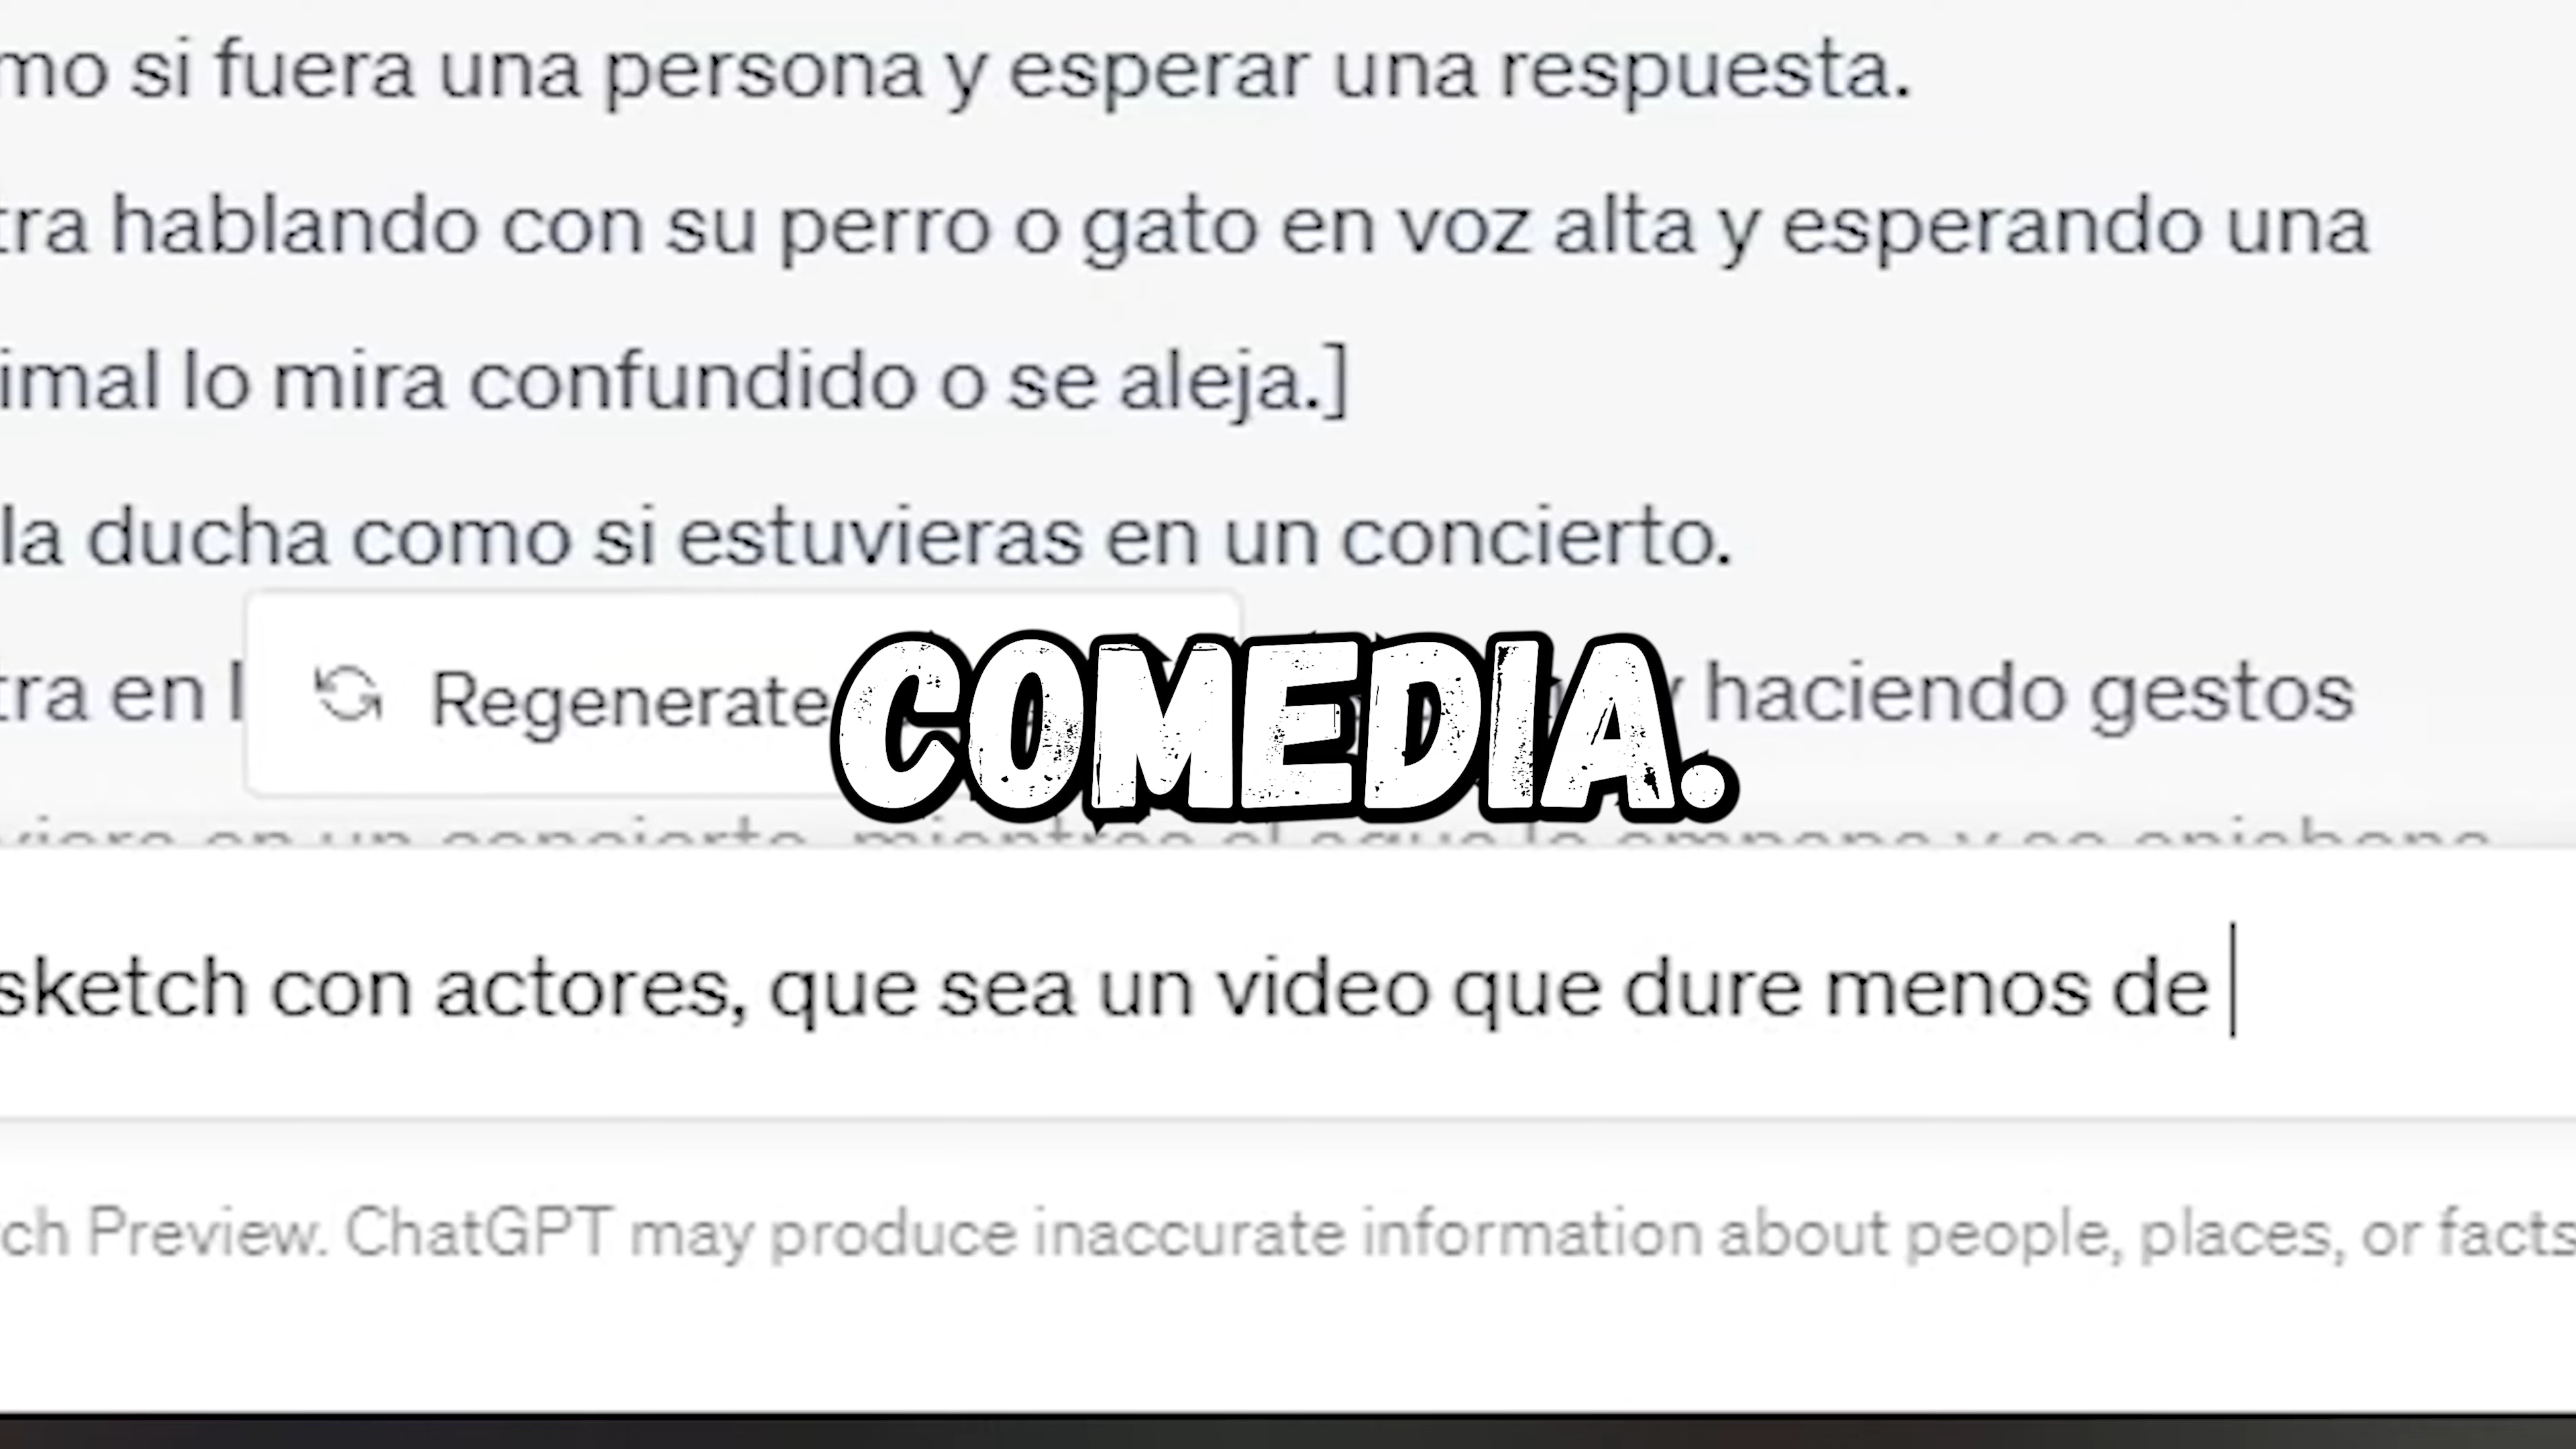 mo si fuera una persona y esperar una respuesta.
tra hablando con su perro o gato en voz alta y esperando una
imal lo mira confundido o se aleja.]
la ducha como si estuvieras en un concierto.
tra en l
Regenerate
COMEDIA.
y haciendo gestos
sketch con actores, que sea un video que dure menos de
ch Preview. ChatGPT may produce inaccurate information about people, places, or facts